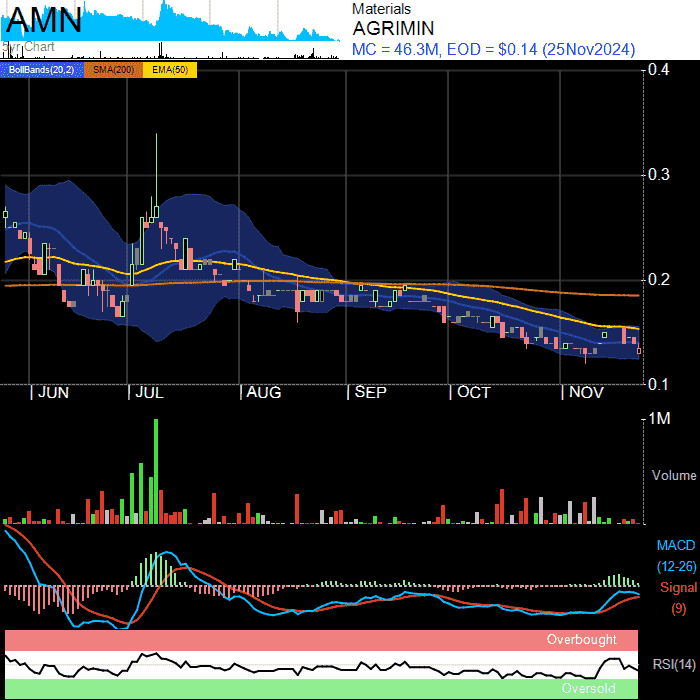 AMN
5yr Chart
Materials
AGRIMIN
MC = 46.3M, EOD = $0.14 (25Nov2024)
BollBands(20,2) SMA(200) EMA(50)
0.4
0.3
0.2
0.1
JUN JUL AUG SEP OCT NOV
1M
Volume
MACD
(12-26)
Signal
(9)
Overbought
RSI(14)
Oversold